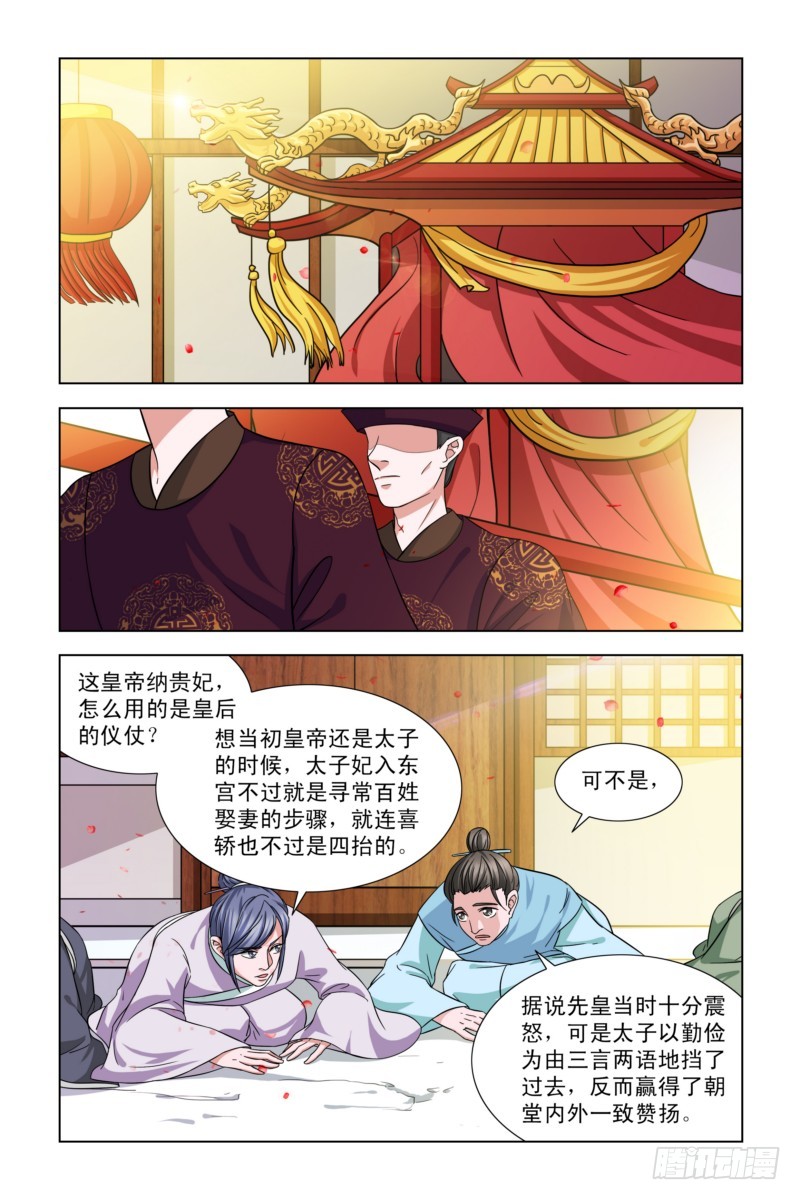 这皇帝纳贵妃，
怎么用的是皇后
的仪仗？
想当初皇帝还是太子
的时候，太子妃入东
宫不过就是寻常百姓
娶妻的步骤，就连喜
轿也不过是四抬的。
可不是，
据说先皇当时十分震
怒，可是太子以勤俭
为由三言两语地挡了
过去，反而赢得了朝
堂内外一致赞扬。
腾讯动漫